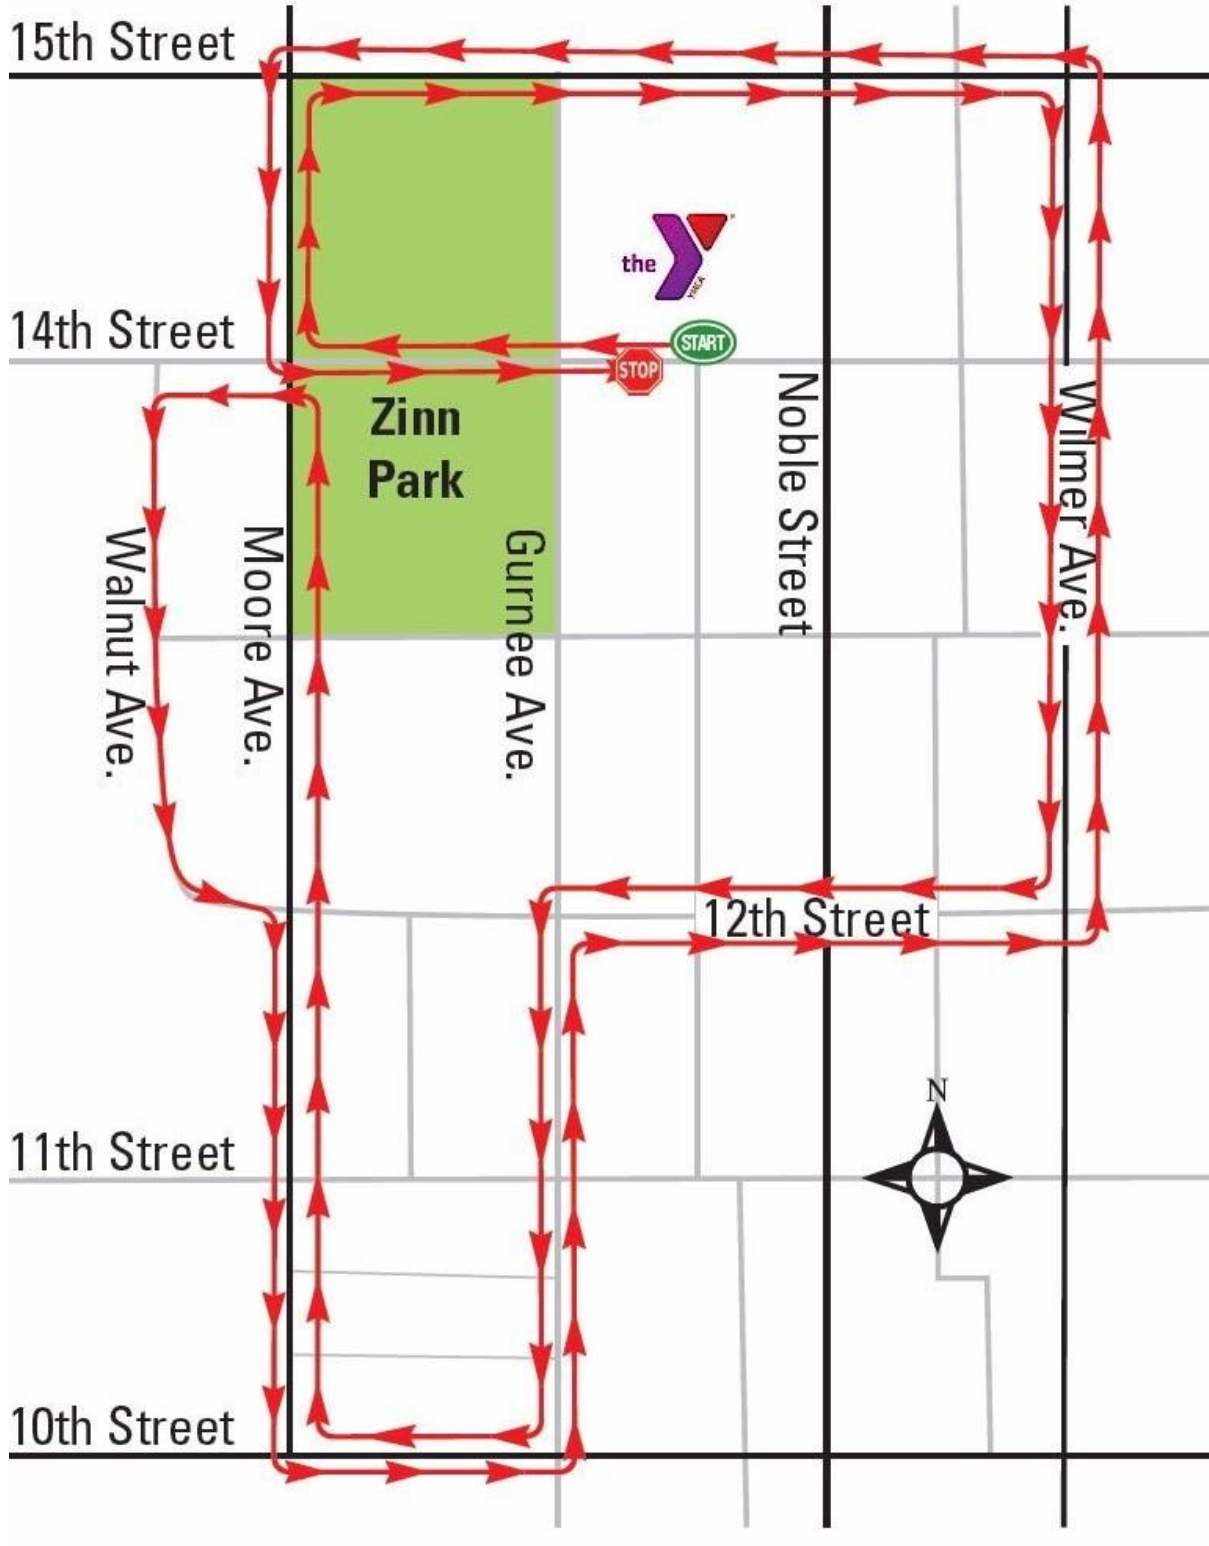 15th Street
the
YMCA
14th Street
START
STOP
Zinn
Park
Noble Street
Wilmer Ave.
Walnut Ave.
Moore Ave.
Gurnee Ave.
12th Street
N
11th Street
10th Street